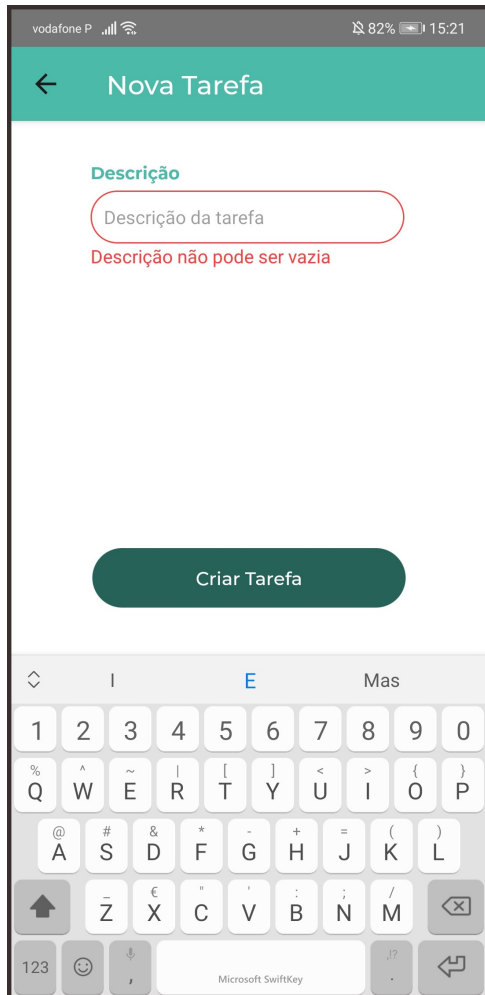 vodafone P 82% 15:21
Nova Tarefa
Descrição
Descrição da tarefa
Descrição não pode ser vazia
Criar Tarefa
I E Mas
1 2 3 4 5 6 7 8 9 0
% ^ ~ | [ ] < > { }
Q W E R T Y U I O P
@ # & * - + = ( )
A S D F G H J K L
_ € " ' : ; /
Z X C V B N M
123 , Microsoft SwiftKey ,!? .